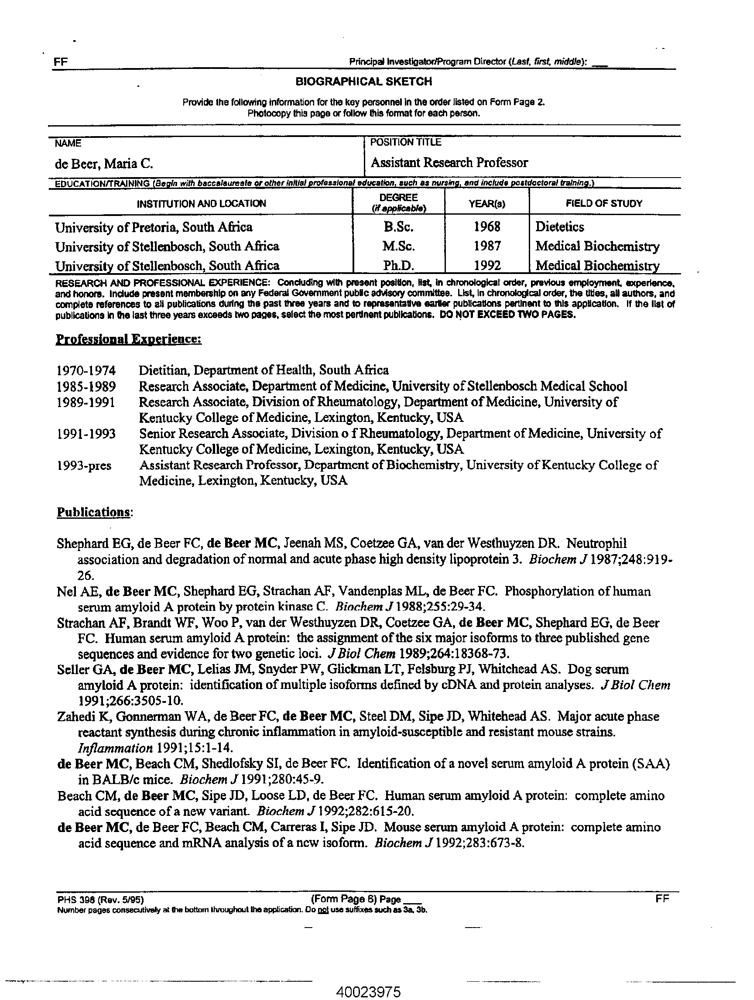 FF Principal Investigator/Program Director (Last, first, middle): ___
BIOGRAPHICAL SKETCH
Provide the following information for the key personnel in the order listed on Form Page 2.
Photocopy this page or follow this format for each person.
NAME POSITION TITLE
de Beer, Maria C. Assistant Research Professor
EDUCATION/TRAINING (Begin with baccalaureate or other initial professional education, such as nursing, and include postdoctoral training.)
INSTITUTION AND LOCATION DEGREE (if applicable) YEAR(s) FIELD OF STUDY
University of Pretoria, South Africa B.Sc. 1968 Dietetics
University of Stellenbosch, South Africa M.Sc. 1987 Medical Biochemistry
University of Stellenbosch, South Africa Ph.D. 1992 Medical Biochemistry
RESEARCH AND PROFESSIONAL EXPERIENCE: Concluding with present position, list, in chronological order, previous employment, experience,
and honors. Include present membership on any Federal Government public advisory committee. List, in chronological order, the titles, all authors, and
complete references to all publications during the past three years and to representative earlier publications pertinent to this application. If the list of
publications in the last three years exceeds two pages, select the most pertinent publications. DO NOT EXCEED TWO PAGES.
Professional Experience:
1970-1974 Dietitian, Department of Health, South Africa
1985-1989 Research Associate, Department of Medicine, University of Stellenbosch Medical School
1989-1991 Research Associate, Division of Rheumatology, Department of Medicine, University of
Kentucky College of Medicine, Lexington, Kentucky, USA
1991-1993 Senior Research Associate, Division o f Rheumatology, Department of Medicine, University of
Kentucky College of Medicine, Lexington, Kentucky, USA
1993-pres Assistant Research Professor, Department of Biochemistry, University of Kentucky College of
Medicine, Lexington, Kentucky, USA
Publications:
Shephard EG, de Beer FC, de Beer MC, Jeenah MS, Coetzee GA, van der Westhuyzen DR. Neutrophil
association and degradation of normal and acute phase high density lipoprotein 3. Biochem J 1987;248:919-
26.
Nel AE, de Beer MC, Shephard EG, Strachan AF, Vandenplas ML, de Beer FC. Phosphorylation of human
serum amyloid A protein by protein kinase C. Biochem J 1988;255:29-34.
Strachan AF, Brandt WF, Woo P, van der Westhuyzen DR, Coetzee GA, de Beer MC, Shephard EG, de Beer
FC. Human serum amyloid A protein: the assignment of the six major isoforms to three published gene
sequences and evidence for two genetic loci. J Biol Chem 1989;264:18368-73.
Seller GA, de Beer MC, Lelias JM, Snyder PW, Glickman LT, Felsburg PJ, Whitehead AS. Dog serum
amyloid A protein: identification of multiple isoforms defined by cDNA and protein analyses. J Biol Chem
1991;266:3505-10.
Zahedi K, Gonnerman WA, de Beer FC, de Beer MC, Steel DM, Sipe JD, Whitehead AS. Major acute phase
reactant synthesis during chronic inflammation in amyloid-susceptible and resistant mouse strains.
Inflammation 1991;15:1-14.
de Beer MC, Beach CM, Shedlofsky SI, de Beer FC. Identification of a novel serum amyloid A protein (SAA)
in BALB/c mice. Biochem J 1991;280:45-9.
Beach CM, de Beer MC, Sipe JD, Loose LD, de Beer FC. Human serum amyloid A protein: complete amino
acid sequence of a new variant. Biochem J 1992;282:615-20.
de Beer MC, de Beer FC, Beach CM, Carreras I, Sipe JD. Mouse serum amyloid A protein: complete amino
acid sequence and mRNA analysis of a new isoform. Biochem J 1992;283:673-8.
PHS 398 (Rev. 5/95) (Form Page 6) Page ___ FF
Number pages consecutively at the bottom throughout the application. Do not use suffixes such as 3a, 3b.
40023975